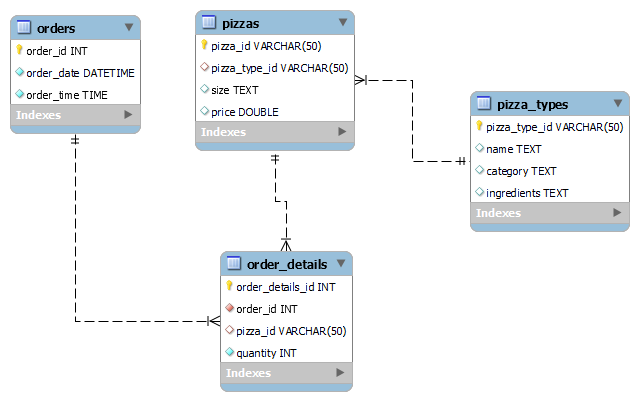 orders
order_id INT
order_date DATETIME
order_time TIME
Indexes
pizzas
pizza_id VARCHAR(50)
pizza_type_id VARCHAR(50)
size TEXT
price DOUBLE
Indexes
pizza_types
pizza_type_id VARCHAR(50)
name TEXT
category TEXT
ingredients TEXT
Indexes
order_details
order_details_id INT
order_id INT
pizza_id VARCHAR(50)
quantity INT
Indexes